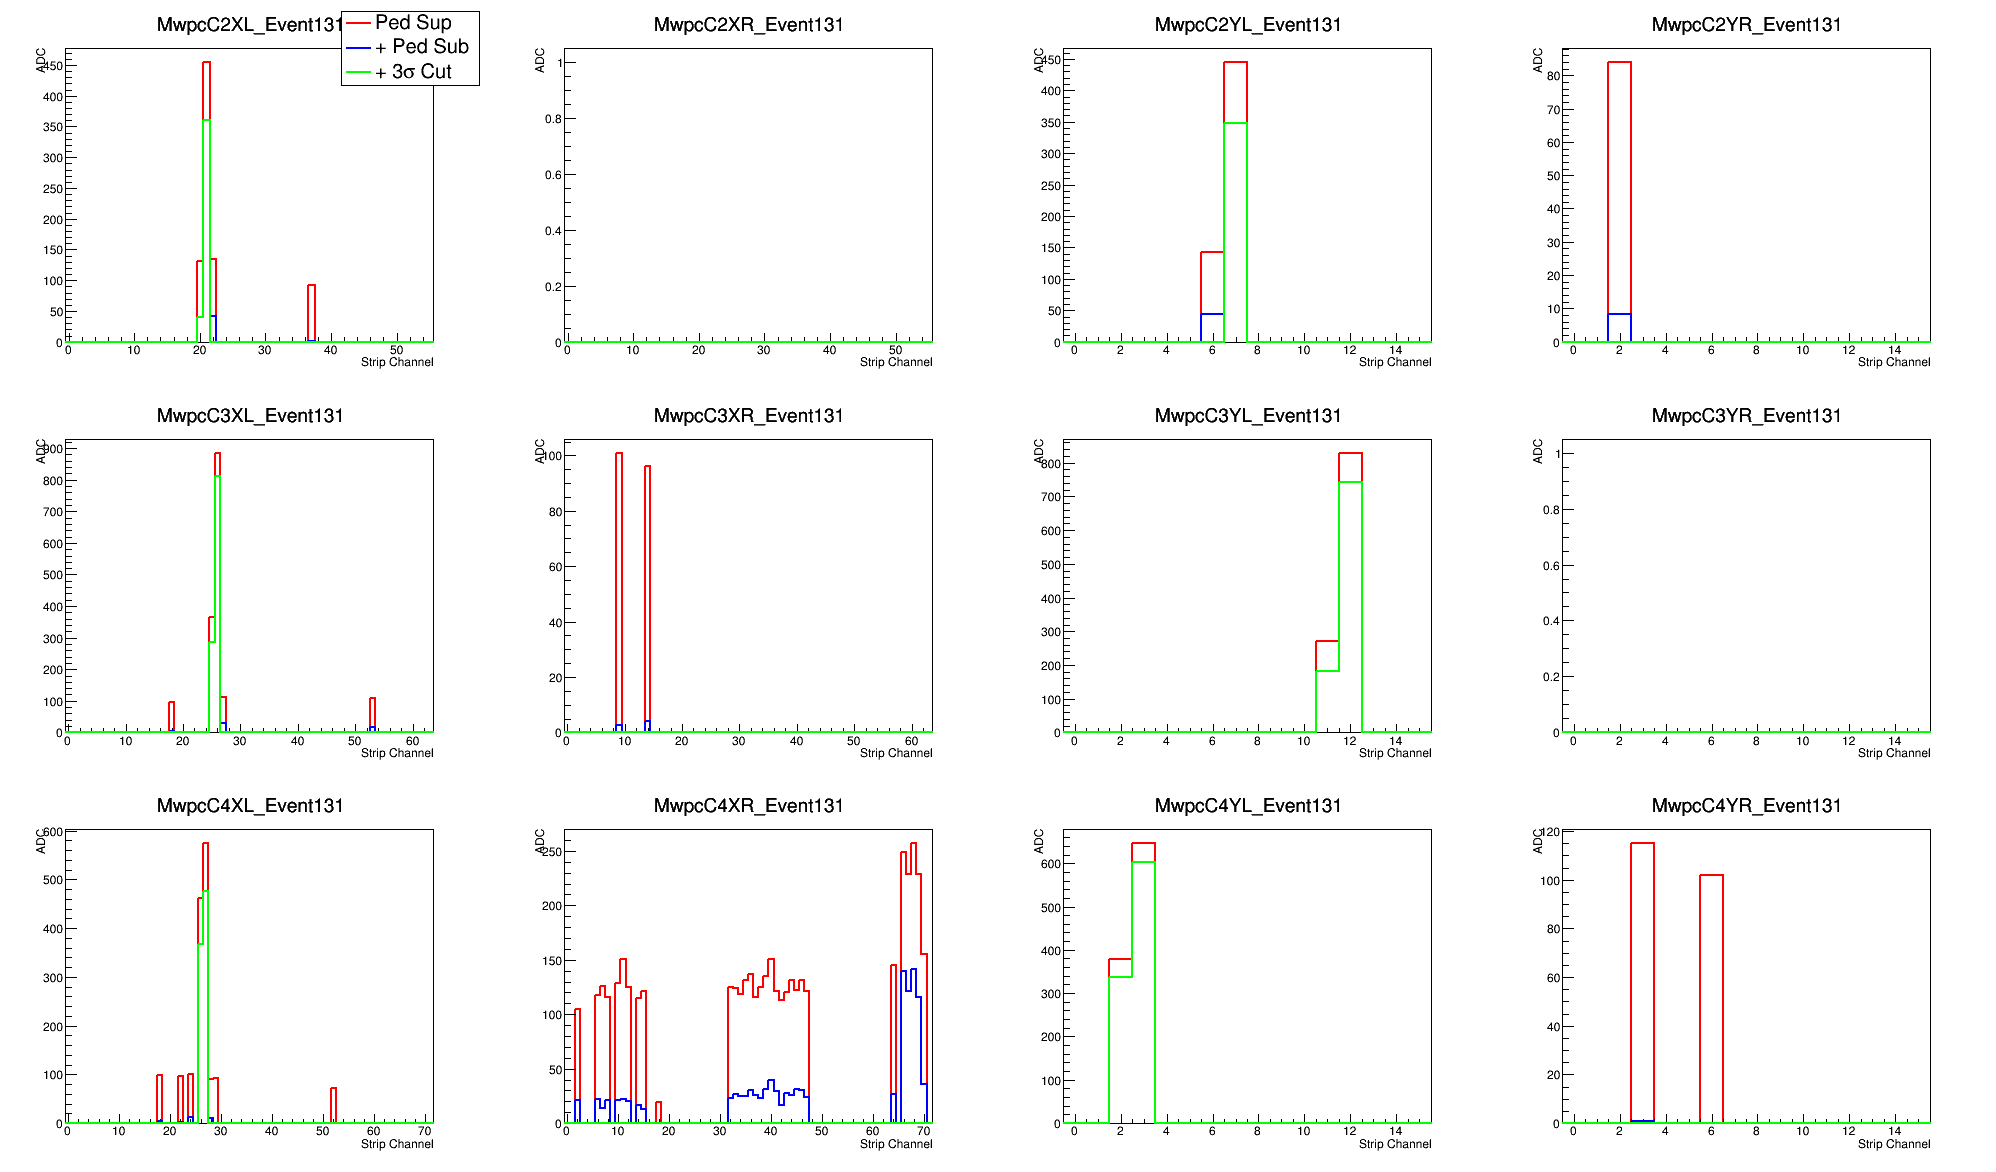 MwpcC2XL_Event131
Ped Sup
+ Ped Sub
+ 3σ Cut
ADC
450
400
350
300
250
200
150
100
50
0
0 10 20 30 40 50
Strip Channel
MwpcC2XR_Event131
ADC
1
0.8
0.6
0.4
0.2
0
0 10 20 30 40 50
Strip Channel
MwpcC2YL_Event131
ADC
450
400
350
300
250
200
150
100
50
0
0 2 4 6 8 10 12 14
Strip Channel
MwpcC2YR_Event131
ADC
80
70
60
50
40
30
20
10
0
0 2 4 6 8 10 12 14
Strip Channel
MwpcC3XL_Event131
ADC
900
800
700
600
500
400
300
200
100
0
0 10 20 30 40 50 60
Strip Channel
MwpcC3XR_Event131
ADC
100
80
60
40
20
0
0 10 20 30 40 50 60
Strip Channel
MwpcC3YL_Event131
ADC
800
700
600
500
400
300
200
100
0
0 2 4 6 8 10 12 14
Strip Channel
MwpcC3YR_Event131
ADC
1
0.8
0.6
0.4
0.2
0
0 2 4 6 8 10 12 14
Strip Channel
MwpcC4XL_Event131
ADC
600
500
400
300
200
100
0
0 10 20 30 40 50 60 70
Strip Channel
MwpcC4XR_Event131
ADC
250
200
150
100
50
0
0 10 20 30 40 50 60 70
Strip Channel
MwpcC4YL_Event131
ADC
600
500
400
300
200
100
0
0 2 4 6 8 10 12 14
Strip Channel
MwpcC4YR_Event131
ADC
120
100
80
60
40
20
0
0 2 4 6 8 10 12 14
Strip Channel